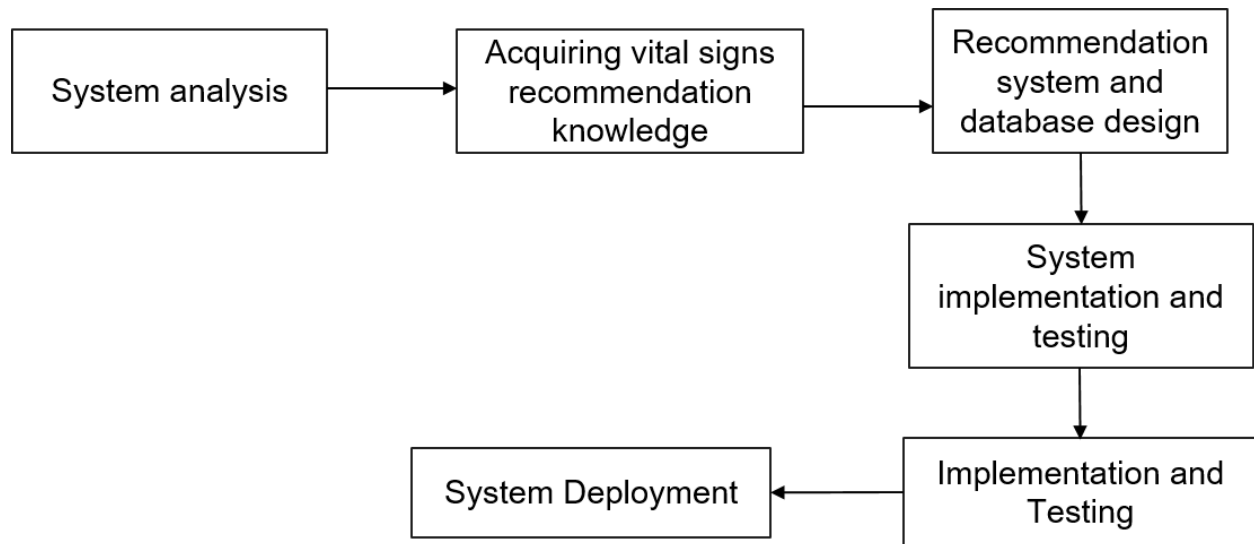 System analysis
Acquiring vital signs
recommendation
knowledge
Recommendation
system and
database design
System
implementation and
testing
Implementation and
Testing
System Deployment